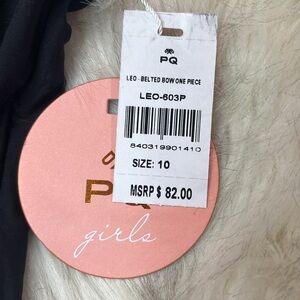 PQ
LEO - BELTED BOW ONE PIECE
LEO-603P
840319901410
SIZE: 10
MSRP $ 82.00
PQ
girls